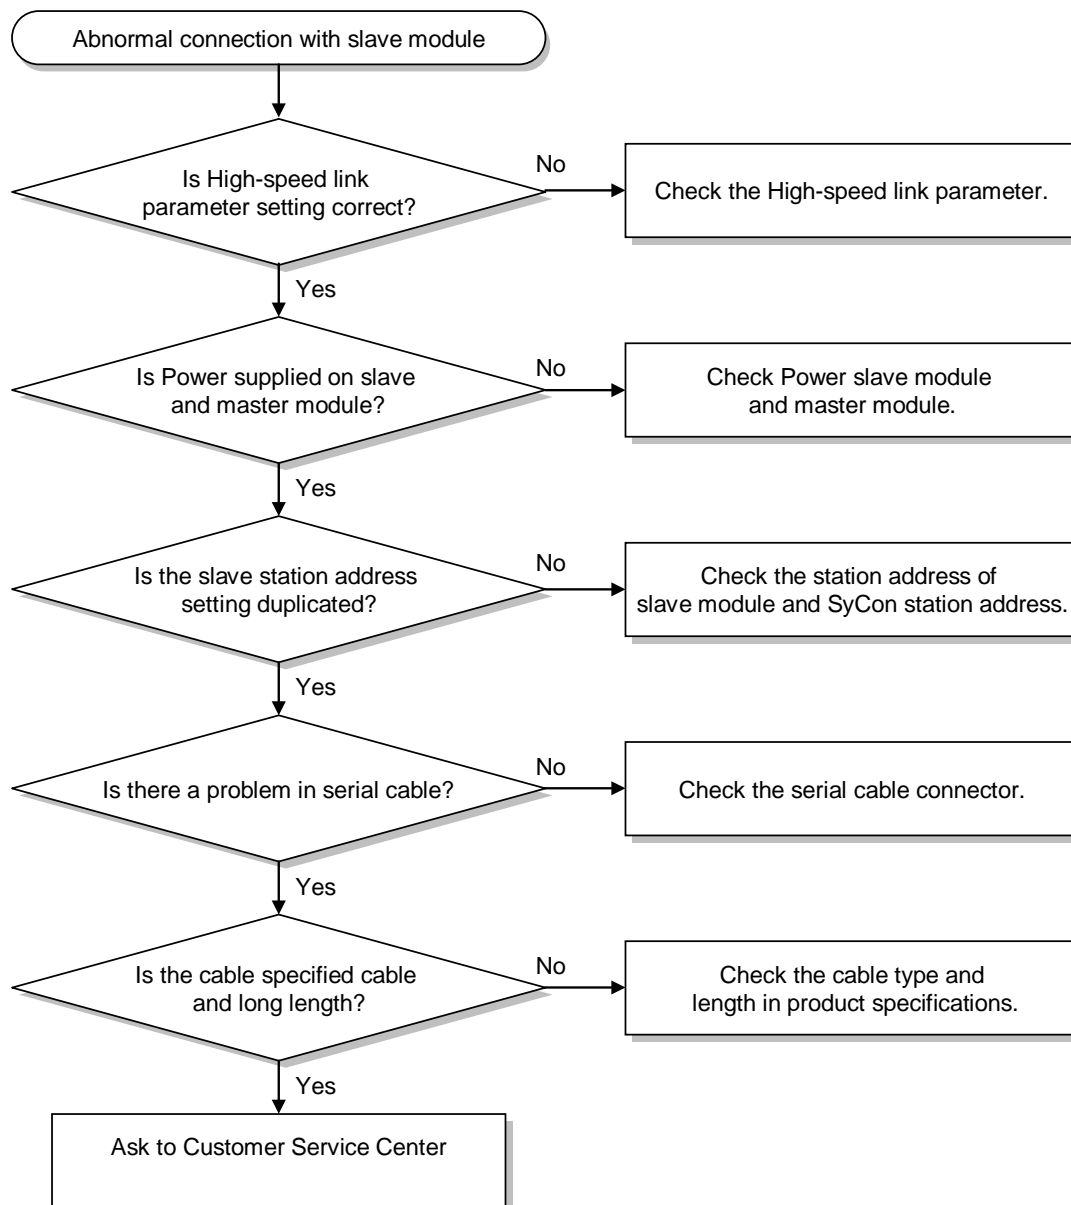 Abnormal connection with slave module
Is High-speed link
parameter setting correct?
No
Check the High-speed link parameter.
Yes
Is Power supplied on slave
and master module?
No
Check Power slave module
and master module.
Yes
Is the slave station address
setting duplicated?
No
Check the station address of
slave module and SyCon station address.
Yes
Is there a problem in serial cable?
No
Check the serial cable connector.
Yes
Is the cable specified cable
and long length?
No
Check the cable type and
length in product specifications.
Yes
Ask to Customer Service Center